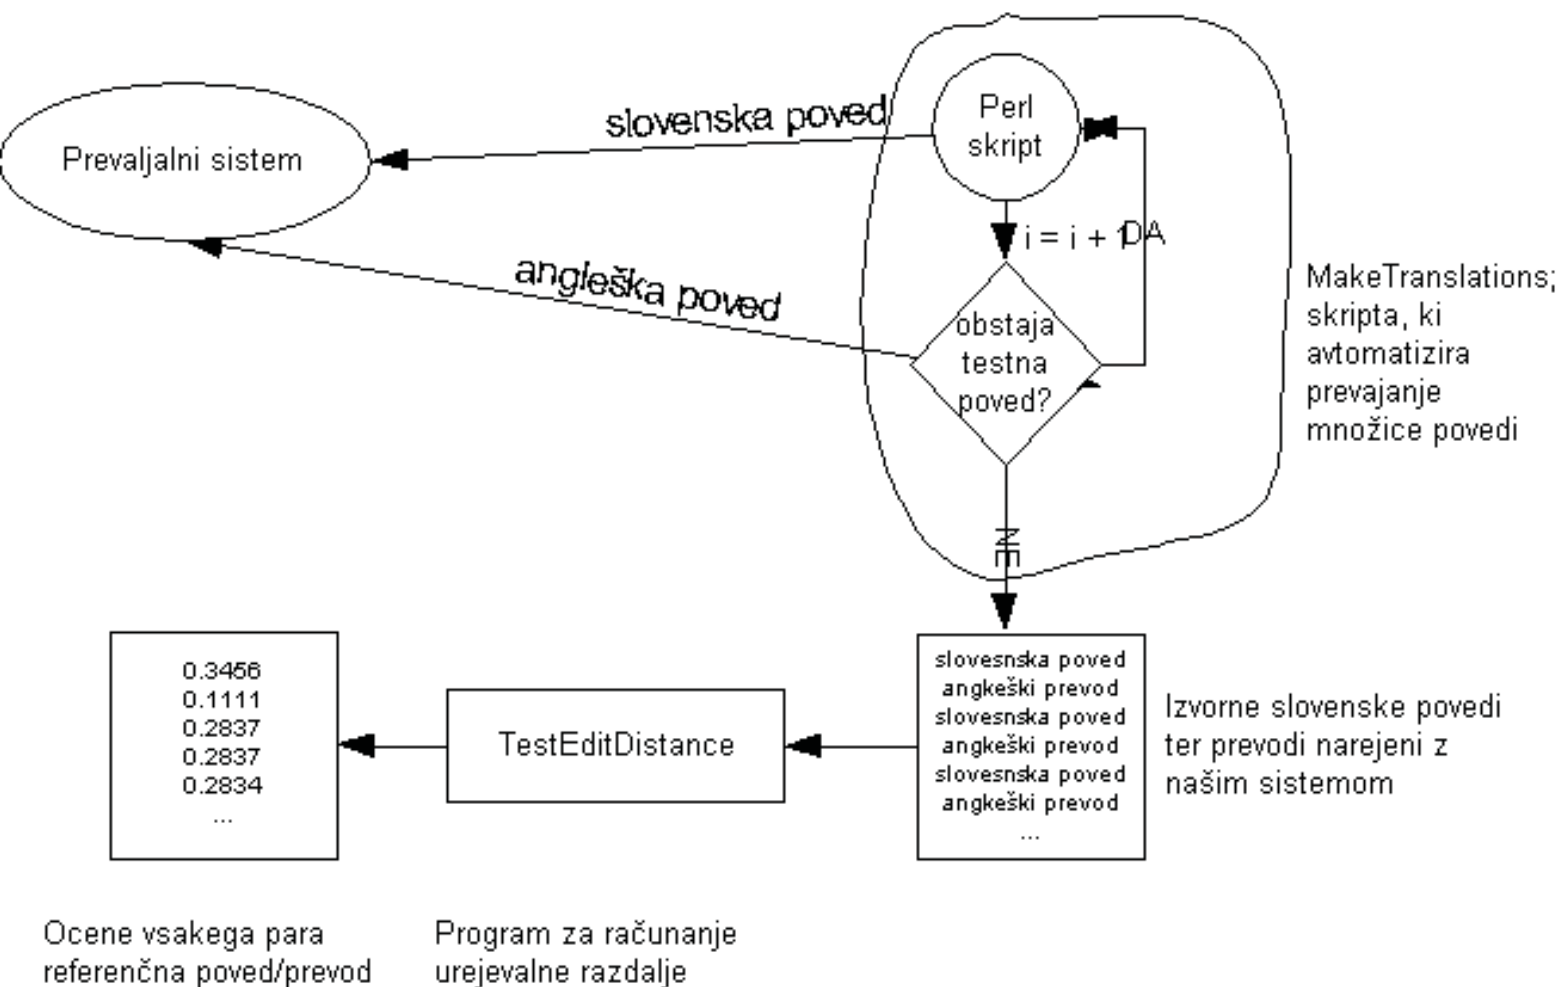 slovenska poved
Perl
skript
Prevaljalni sistem
i = i + 1
DA
angleška poved
obstaja
testna
poved?
MakeTranslations;
skripta, ki
avtomatizira
prevajanje
množice povedi
NE
0.3456
0.1111
0.2837
0.2837
0.2834
...
TestEditDistance
slovesnska poved
angkeški prevod
slovesnska poved
angkeški prevod
slovesnska poved
angkeški prevod
...
Izvorne slovenske povedi
ter prevodi narejeni z
našim sistemom
Ocene vsakega para
referenčna poved/prevod
Program za računanje
urejevalne razdalje